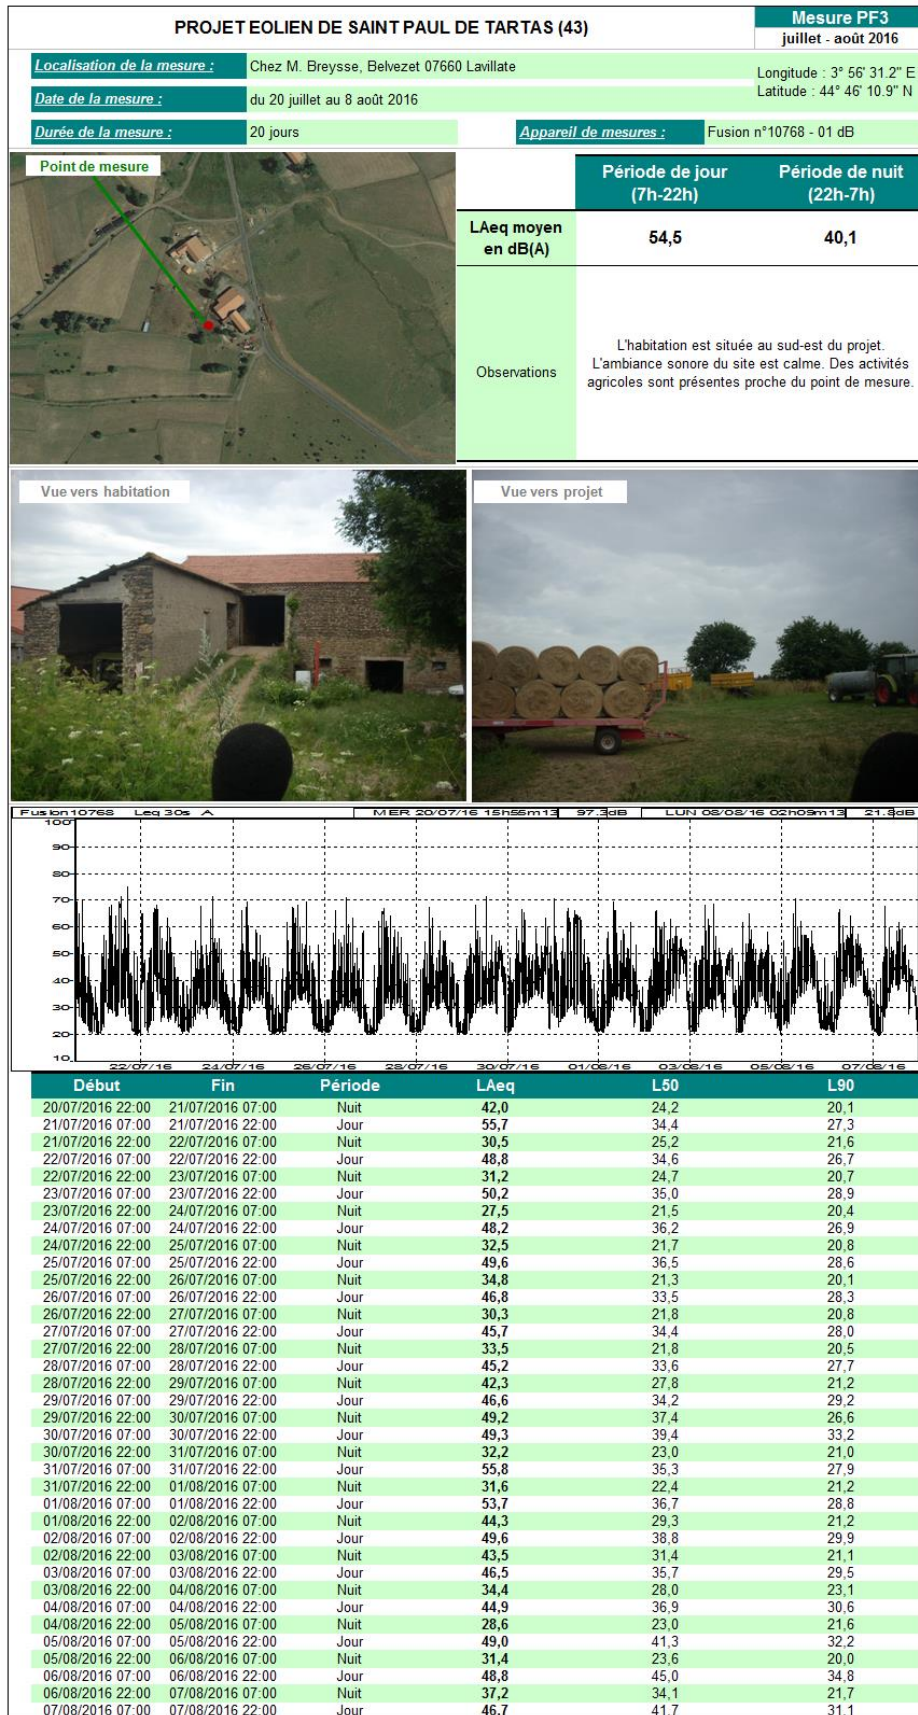 PROJET EOLIEN DE SAINT PAUL DE TARTAS (43)
Mesure PF3
juillet - août 2016
Localisation de la mesure :
Chez M. Breysse, Belvezet 07660 Lavillate
Longitude : 3° 56' 31.2" E
Latitude : 44° 46' 10.9" N
Date de la mesure :
du 20 juillet au 8 août 2016
Durée de la mesure :
20 jours
Appareil de mesures :
Fusion n°10768 - 01 dB
Point de mesure
Période de jour
(7h-22h)
Période de nuit
(22h-7h)
LAeq moyen
en dB(A)
54,5
40,1
Observations
L'habitation est située au sud-est du projet.
L'ambiance sonore du site est calme. Des activités
agricoles sont présentes proche du point de mesure.
Vue vers habitation
Vue vers projet
Fusion10768 Leq 30s A MER 20/07/16 15h55m13 97.3dB LUN 08/08/16 02h09m13 21.8dB
100
90
80
70
60
50
40
30
20
10
22/07/16 24/07/16 26/07/16 28/07/16 30/07/16 01/08/16 03/08/16 05/08/16 07/08/16
Début Fin Période LAeq L50 L90
20/07/2016 22:00 21/07/2016 07:00 Nuit 42,0 24,2 20,1
21/07/2016 07:00 21/07/2016 22:00 Jour 55,7 34,4 27,3
21/07/2016 22:00 22/07/2016 07:00 Nuit 30,5 25,2 21,6
22/07/2016 07:00 22/07/2016 22:00 Jour 48,8 34,6 26,7
22/07/2016 22:00 23/07/2016 07:00 Nuit 31,2 24,7 20,7
23/07/2016 07:00 23/07/2016 22:00 Jour 50,2 35,0 28,9
23/07/2016 22:00 24/07/2016 07:00 Nuit 27,5 21,5 20,4
24/07/2016 07:00 24/07/2016 22:00 Jour 48,2 36,2 26,9
24/07/2016 22:00 25/07/2016 07:00 Nuit 32,5 21,7 20,8
25/07/2016 07:00 25/07/2016 22:00 Jour 49,6 36,5 28,6
25/07/2016 22:00 26/07/2016 07:00 Nuit 34,8 21,3 20,1
26/07/2016 07:00 26/07/2016 22:00 Jour 46,8 33,5 28,3
26/07/2016 22:00 27/07/2016 07:00 Nuit 30,3 21,8 20,8
27/07/2016 07:00 27/07/2016 22:00 Jour 45,7 34,4 28,0
27/07/2016 22:00 28/07/2016 07:00 Nuit 33,5 21,8 20,5
28/07/2016 07:00 28/07/2016 22:00 Jour 45,2 33,6 27,7
28/07/2016 22:00 29/07/2016 07:00 Nuit 42,3 27,8 21,2
29/07/2016 07:00 29/07/2016 22:00 Jour 46,6 34,2 29,2
29/07/2016 22:00 30/07/2016 07:00 Nuit 49,2 37,4 26,6
30/07/2016 07:00 30/07/2016 22:00 Jour 49,3 39,4 33,2
30/07/2016 22:00 31/07/2016 07:00 Nuit 32,2 23,0 21,0
31/07/2016 07:00 31/07/2016 22:00 Jour 55,8 35,3 27,9
31/07/2016 22:00 01/08/2016 07:00 Nuit 31,6 22,4 21,2
01/08/2016 07:00 01/08/2016 22:00 Jour 53,7 36,7 28,8
01/08/2016 22:00 02/08/2016 07:00 Nuit 44,3 29,3 21,2
02/08/2016 07:00 02/08/2016 22:00 Jour 49,6 38,8 29,9
02/08/2016 22:00 03/08/2016 07:00 Nuit 43,5 31,4 21,1
03/08/2016 07:00 03/08/2016 22:00 Jour 46,5 35,7 29,5
03/08/2016 22:00 04/08/2016 07:00 Nuit 34,4 28,0 23,1
04/08/2016 07:00 04/08/2016 22:00 Jour 44,9 36,9 30,6
04/08/2016 22:00 05/08/2016 07:00 Nuit 28,6 23,0 21,6
05/08/2016 07:00 05/08/2016 22:00 Jour 49,0 41,3 32,2
05/08/2016 22:00 06/08/2016 07:00 Nuit 31,4 23,6 20,0
06/08/2016 07:00 06/08/2016 22:00 Jour 48,8 45,0 34,8
06/08/2016 22:00 07/08/2016 07:00 Nuit 37,2 34,1 21,7
07/08/2016 07:00 07/08/2016 22:00 Jour 46,7 41,7 31,1